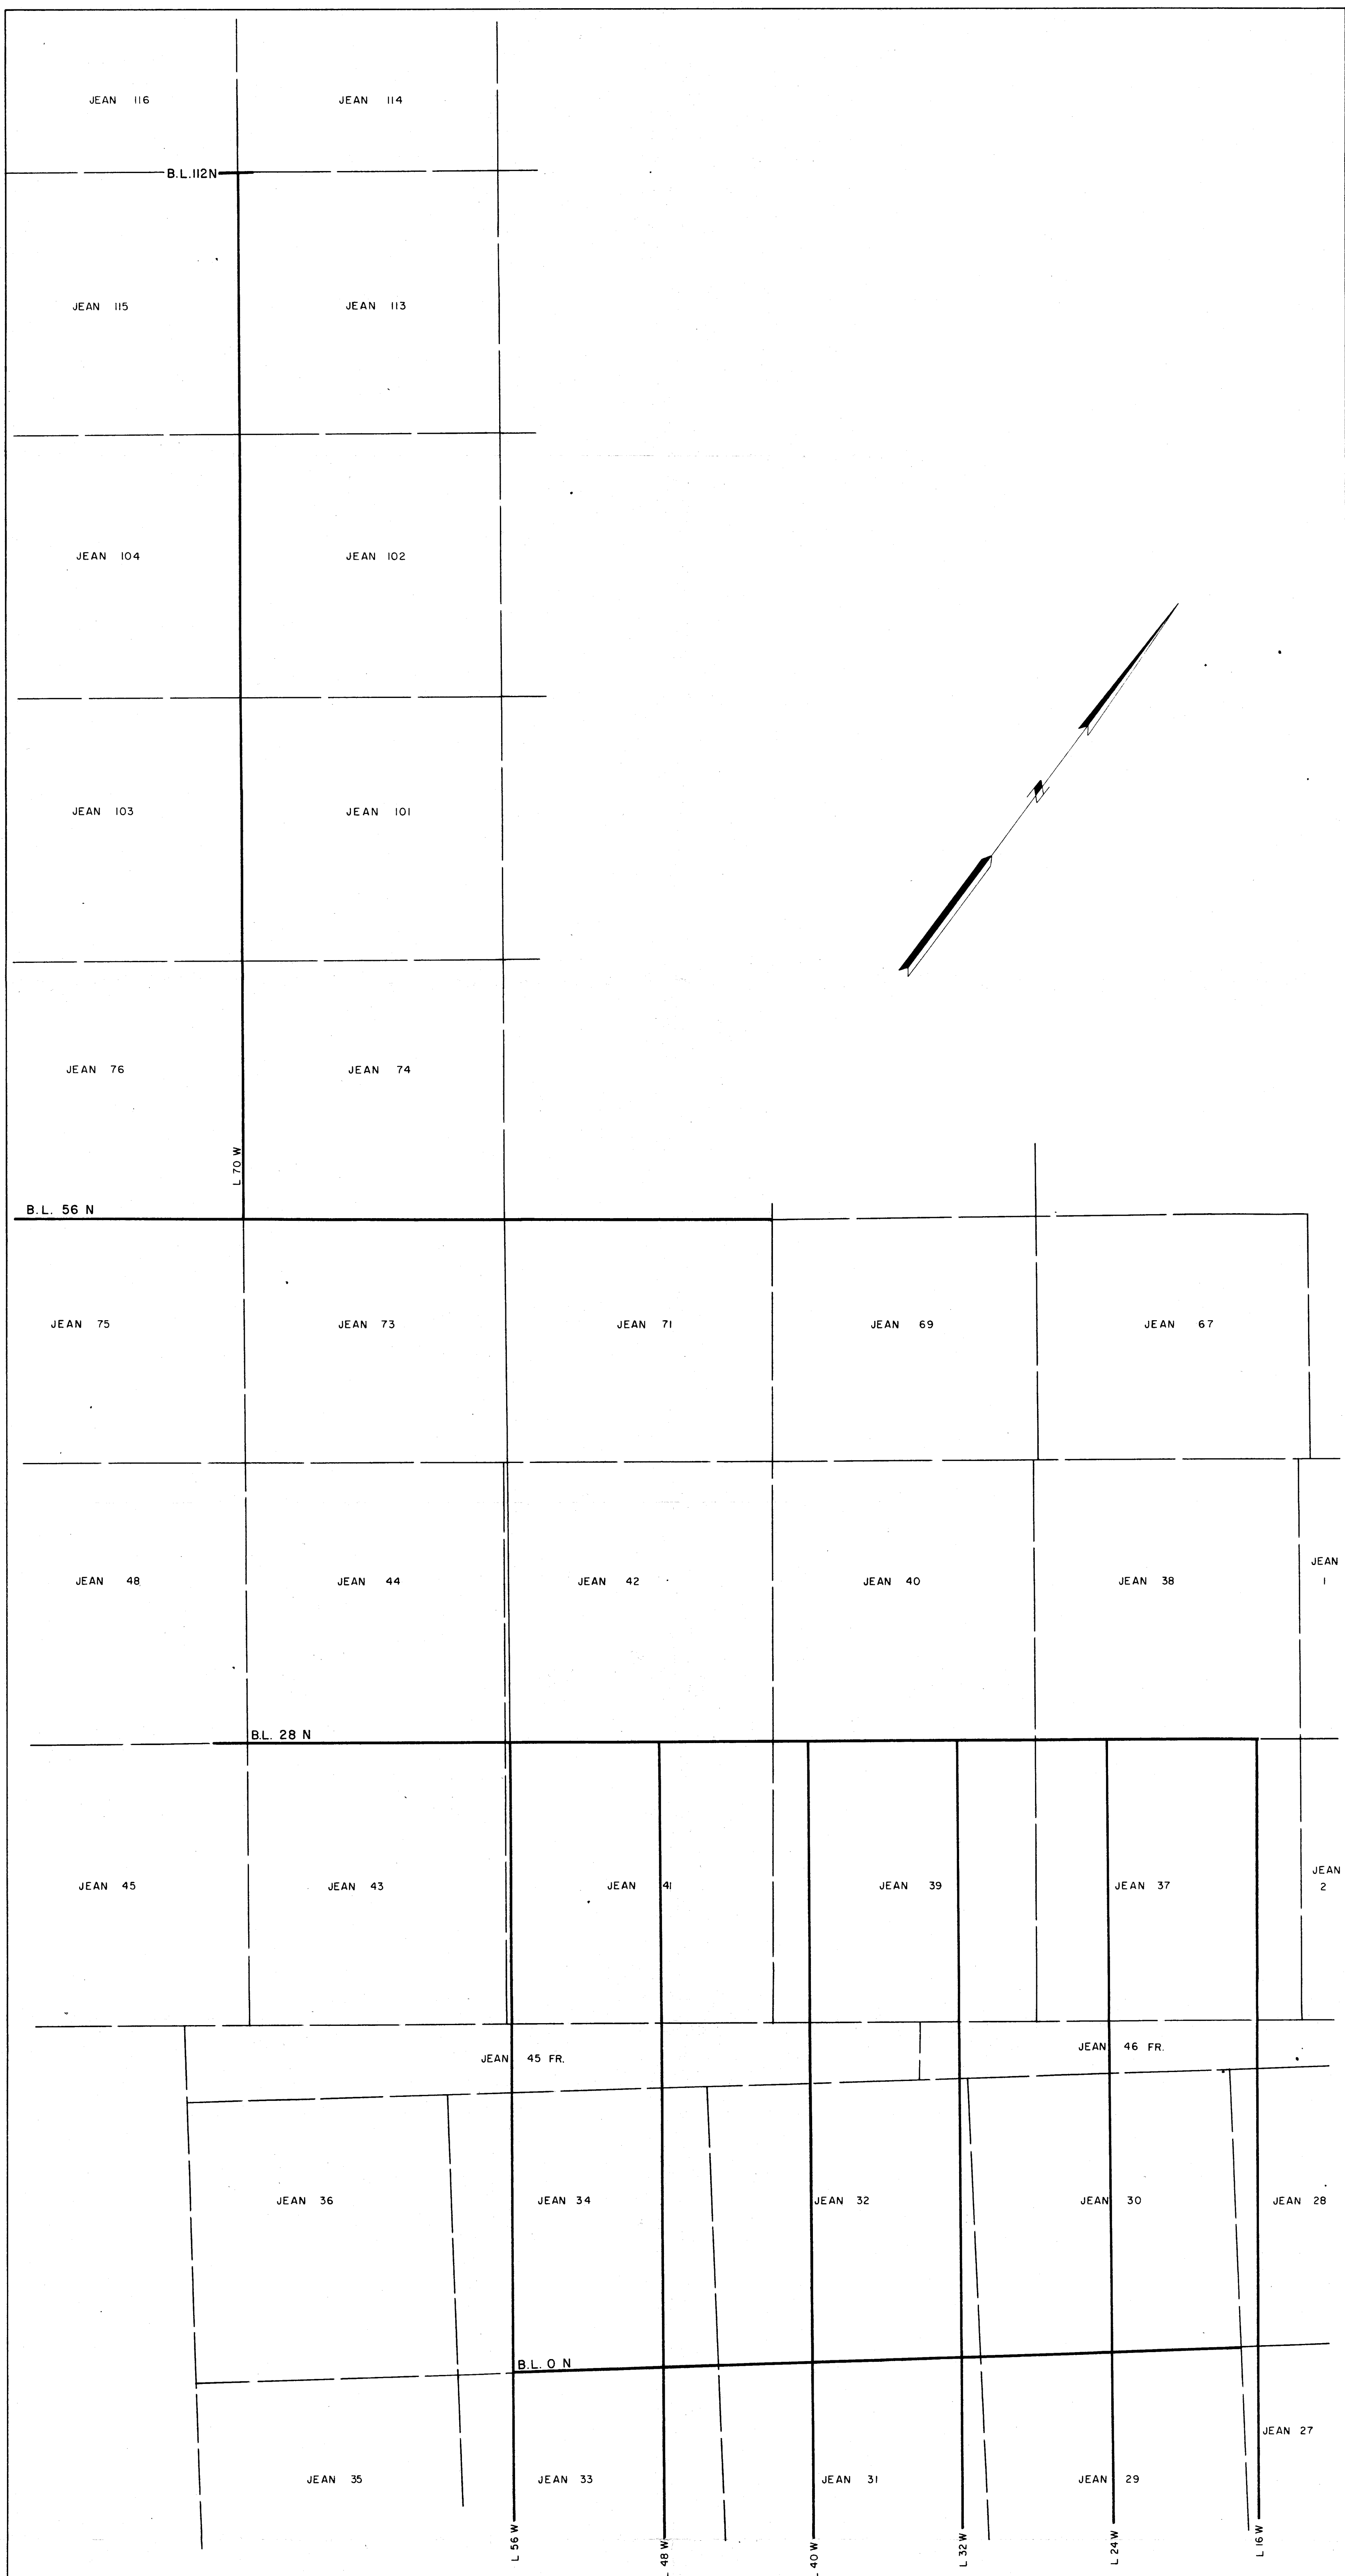 JEAN 116
JEAN 114
B.L.112N
JEAN 115
JEAN 113
JEAN 104
JEAN 102
JEAN 103
JEAN 101
JEAN 76
JEAN 74
L 70 W
B.L. 56 N
JEAN 75
JEAN 73
JEAN 71
JEAN 69
JEAN 67
JEAN 48
JEAN 44
JEAN 42
JEAN 40
JEAN 38
JEAN
1
B.L. 28 N
JEAN 45
JEAN 43
JEAN 41
JEAN 39
JEAN 37
JEAN
2
JEAN 45 FR.
JEAN 46 FR.
JEAN 36
JEAN 34
JEAN 32
JEAN 30
JEAN 28
B.L. 0 N
JEAN 27
JEAN 35
JEAN 33
JEAN 31
JEAN 29
L 56 W
L 48 W
L 40 W
L 32 W
L 24 W
L 16 W